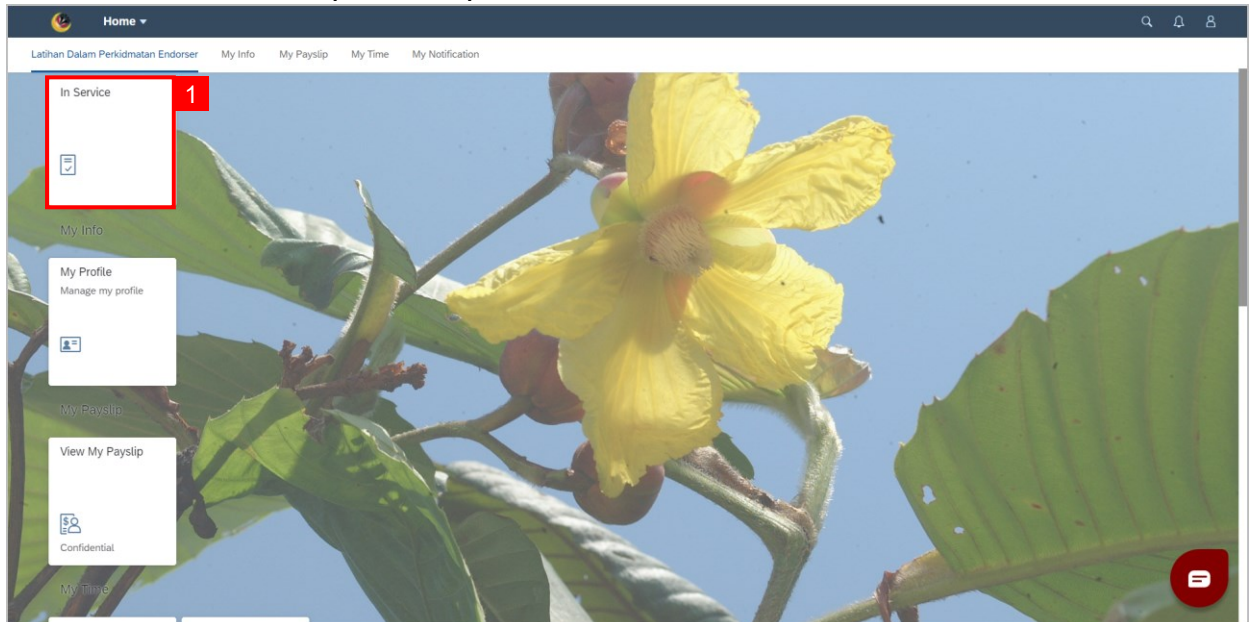 Home
Latihan Dalam Perkidmatan Endorser My Info My Payslip My Time My Notification
In Service
1
My Info
My Profile
Manage my profile
My Payslip
View My Payslip
Confidential
My Time